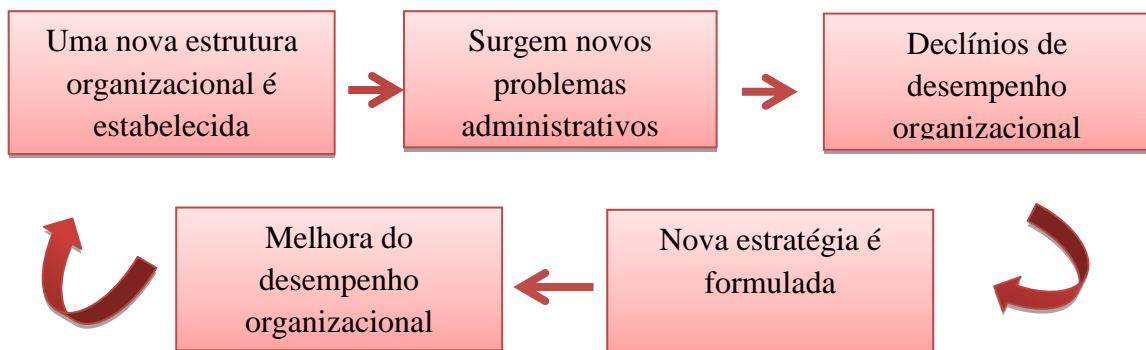 Uma nova estrutura
organizacional é
estabelecida
Surgem novos
problemas
administrativos
Declínios de
desempenho
organizacional
Melhora do
desempenho
organizacional
Nova estratégia é
formulada